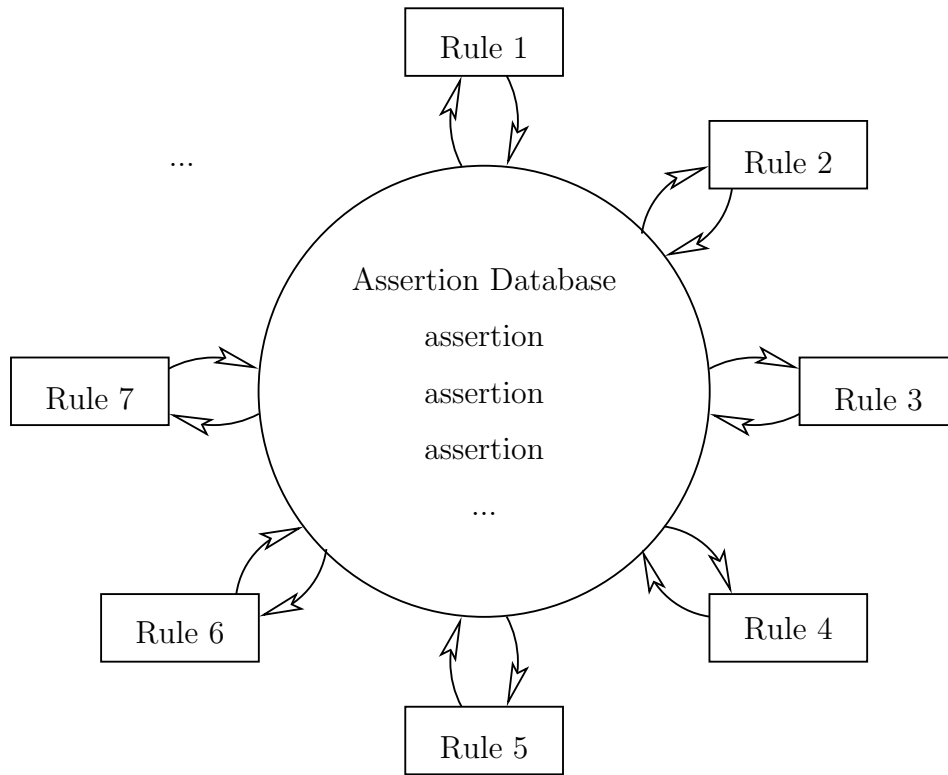 Rule 1
...
Rule 2
Assertion Database
assertion
assertion
assertion
...
Rule 7
Rule 3
Rule 6
Rule 4
Rule 5